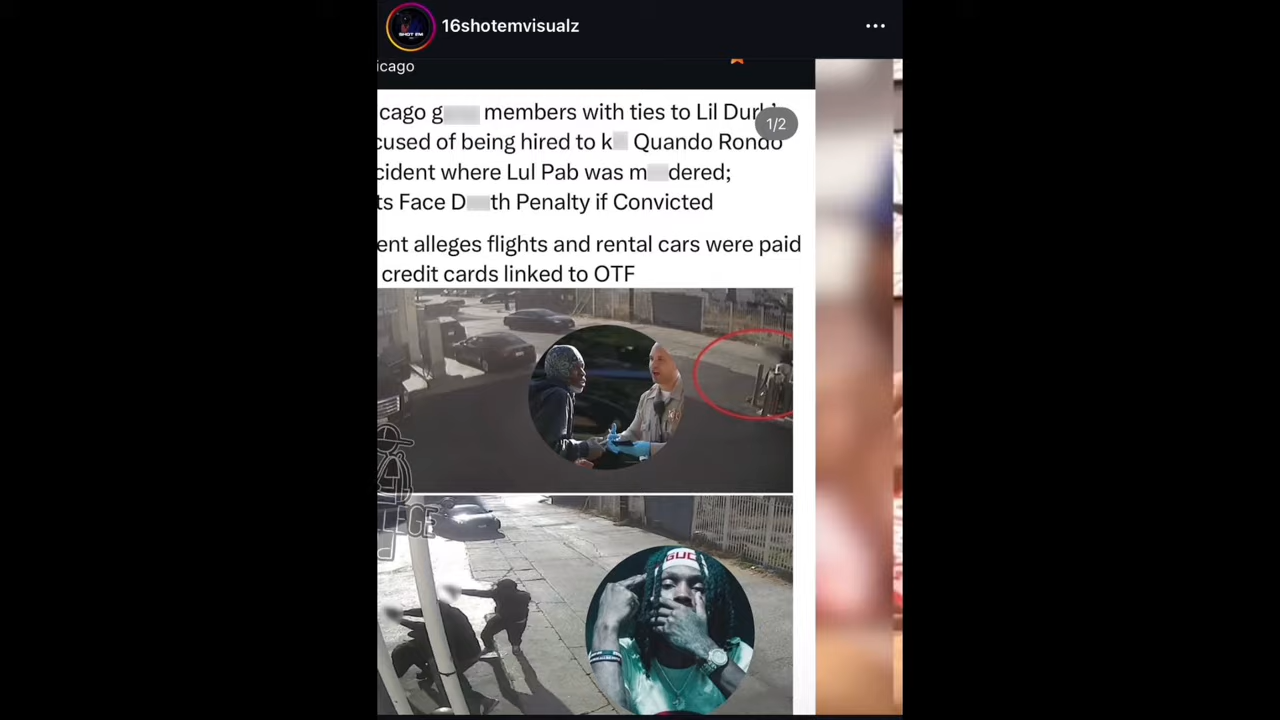 16shotemvisualz
icago
cago g members with ties to Lil Durk'
1/2
cused of being hired to k Quando Rondo
cident where Lul Pab was m dered;
ts Face D th Penalty if Convicted
ent alleges flights and rental cars were paid
credit cards linked to OTF
GE
GUC